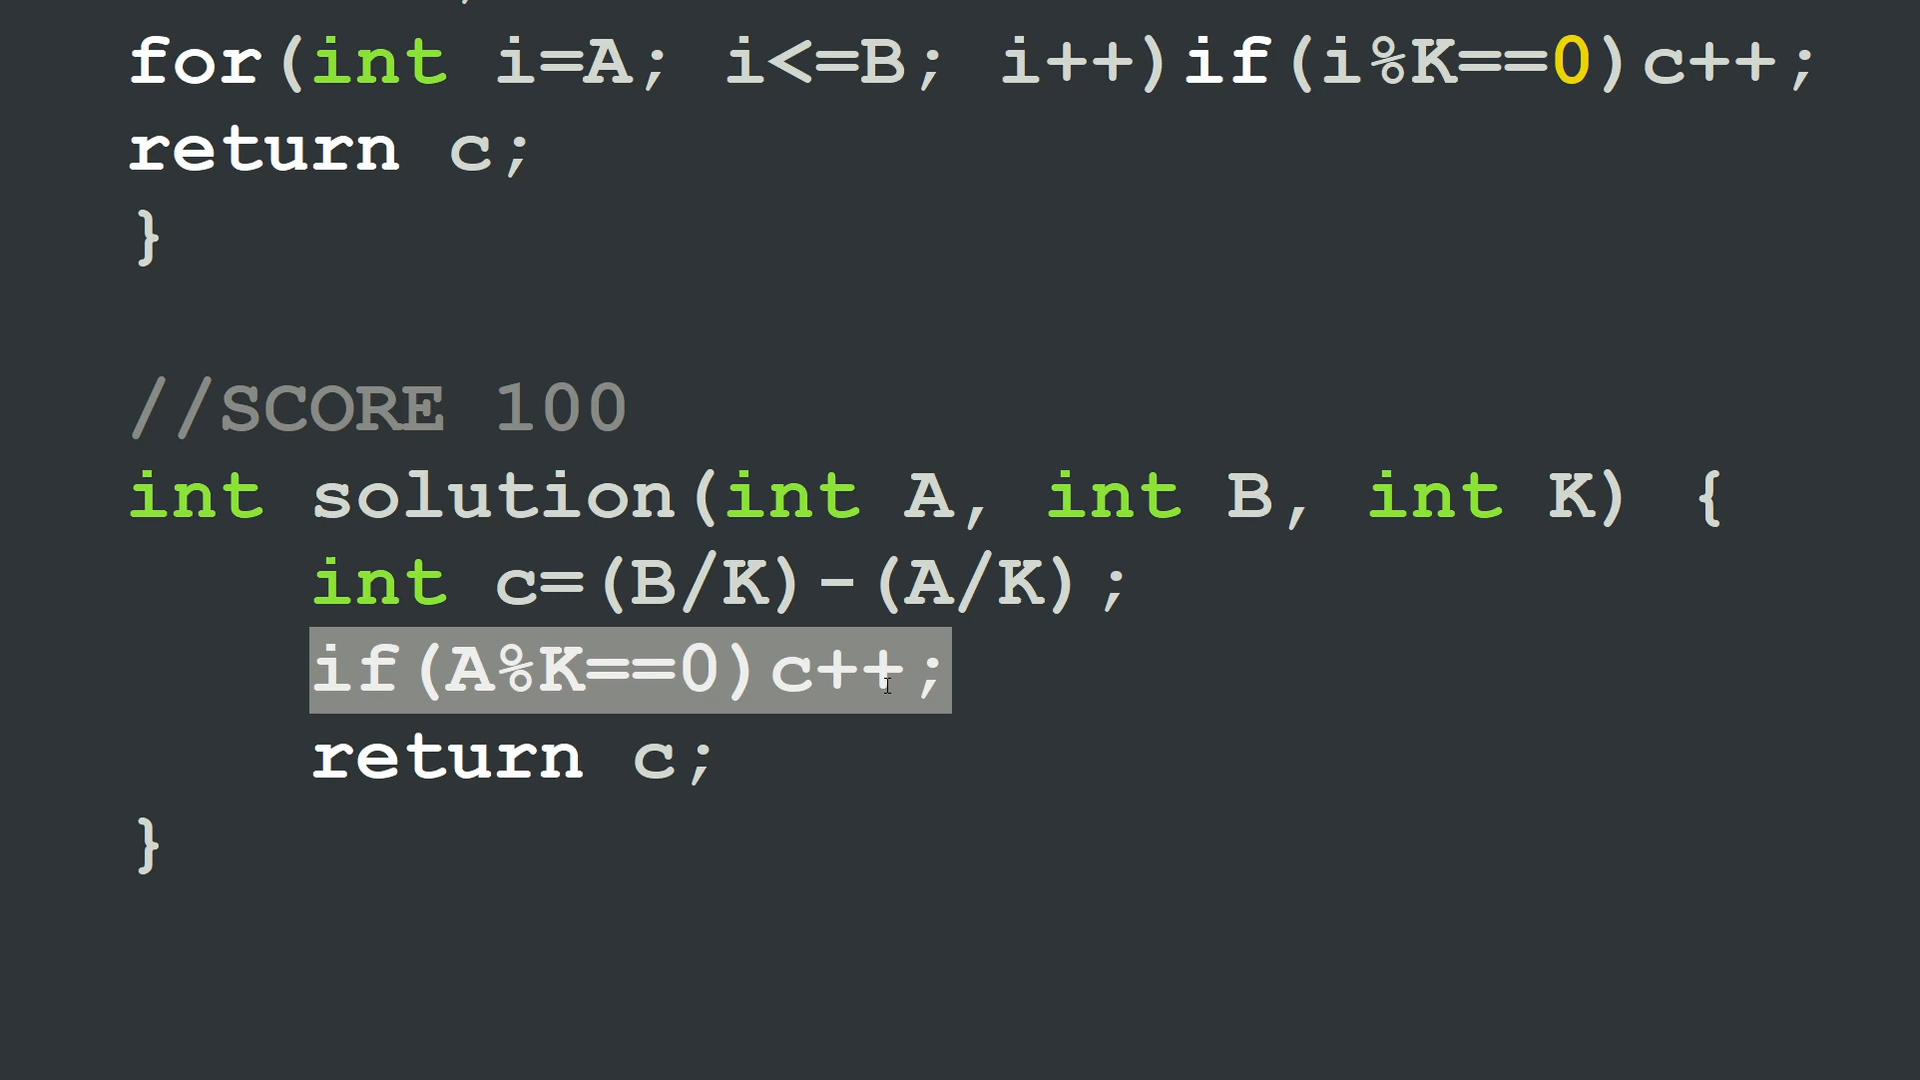 for(int i=A; i<=B; i++)if(i%K==0)c++;
return c;
}
//SCORE 100
int solution(int A, int B, int K) {
int c=(B/K)-(A/K);
if(A%K==0)c++;
return c;
}